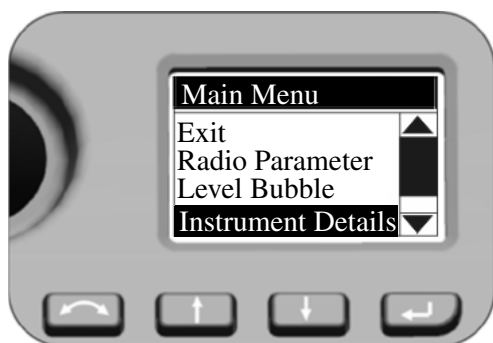 Main Menu
Exit
Radio Parameter
Level Bubble
Instrument Details